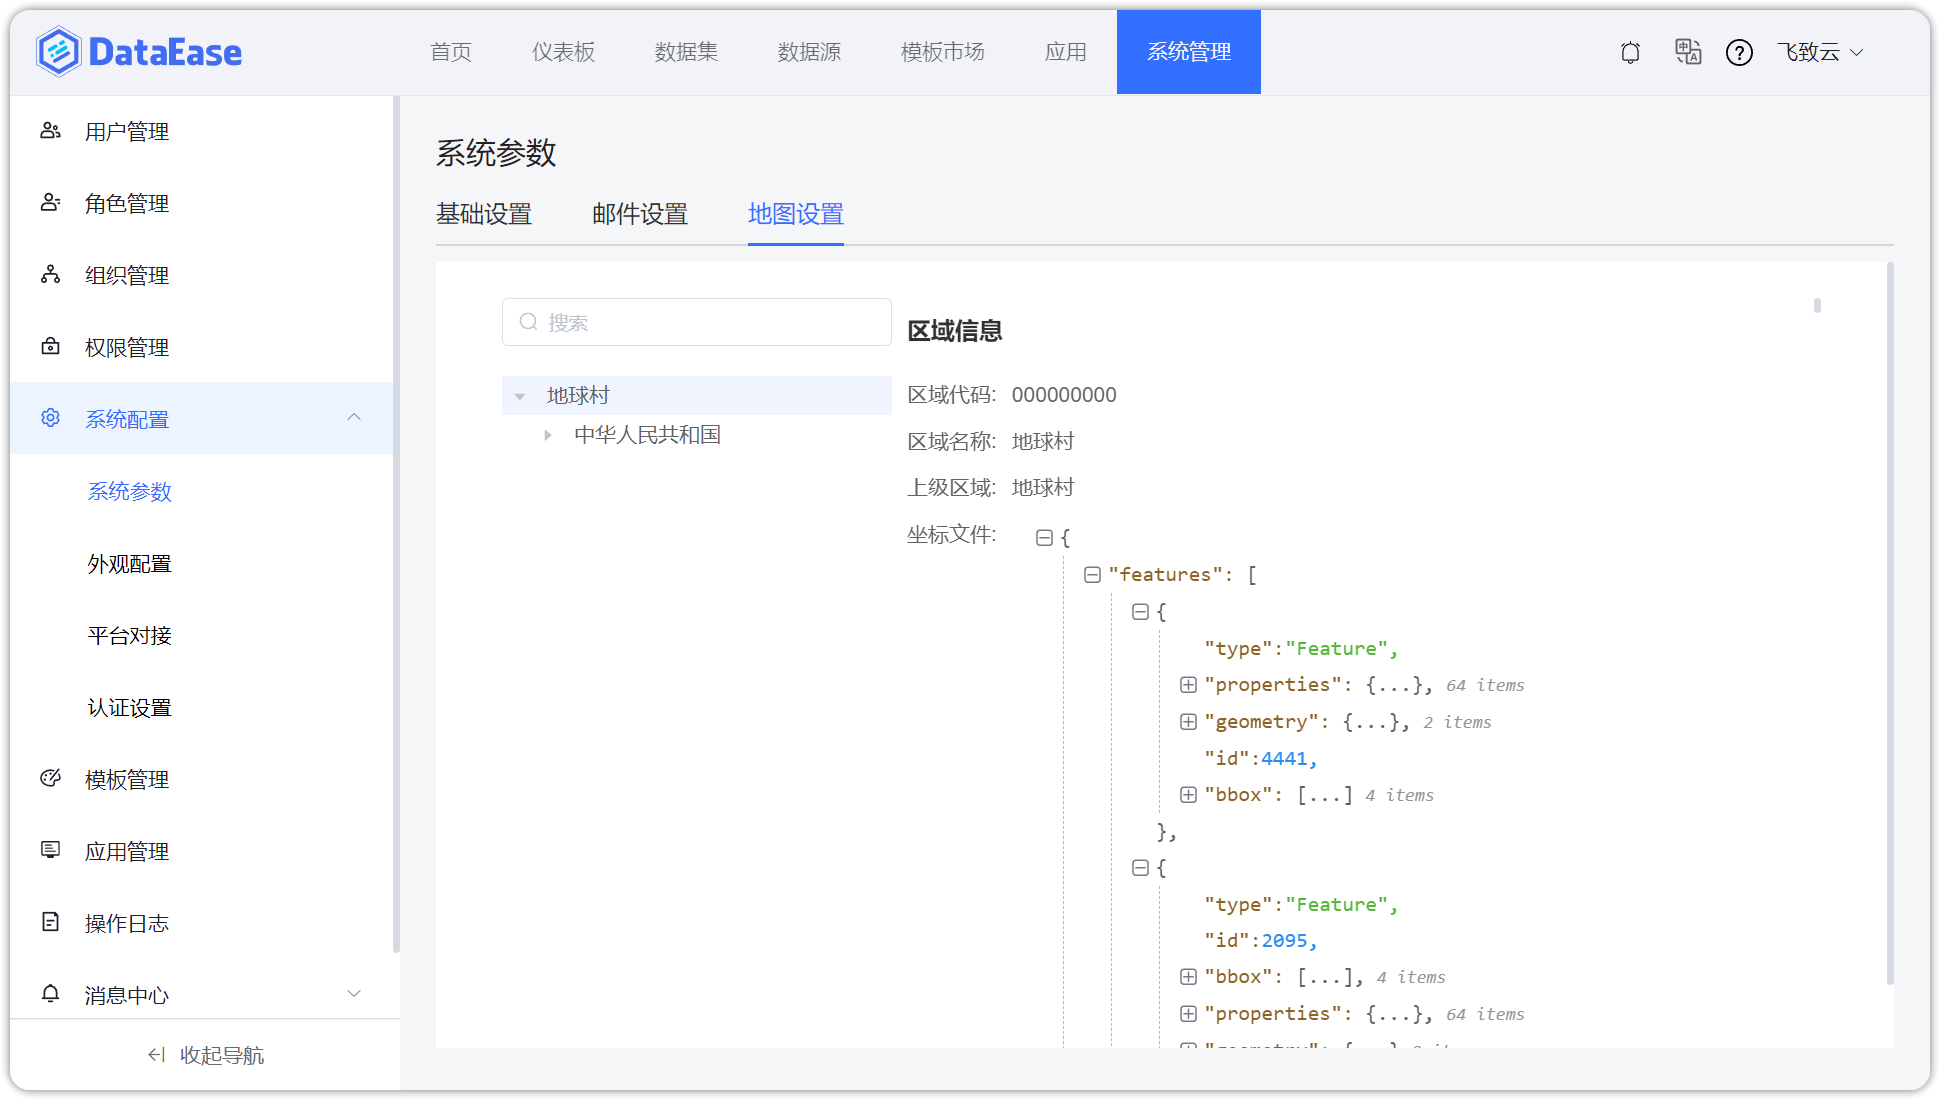 DataEase
首页 仪表板 数据集 数据源 模板市场 应用 系统管理
飞致云
用户管理
角色管理
组织管理
权限管理
系统配置
系统参数
外观配置
平台对接
认证设置
模板管理
应用管理
操作日志
消息中心
收起导航
系统参数
基础设置 邮件设置 地图设置
搜索
地球村
中华人民共和国
区域信息
区域代码: 000000000
区域名称: 地球村
上级区域: 地球村
坐标文件: {
"features": [
{
"type":"Feature",
"properties": {...}, 64 items
"geometry": {...}, 2 items
"id":4441,
"bbox": [...] 4 items
},
{
"type":"Feature",
"id":2095,
"bbox": [...], 4 items
"properties": {...}, 64 items